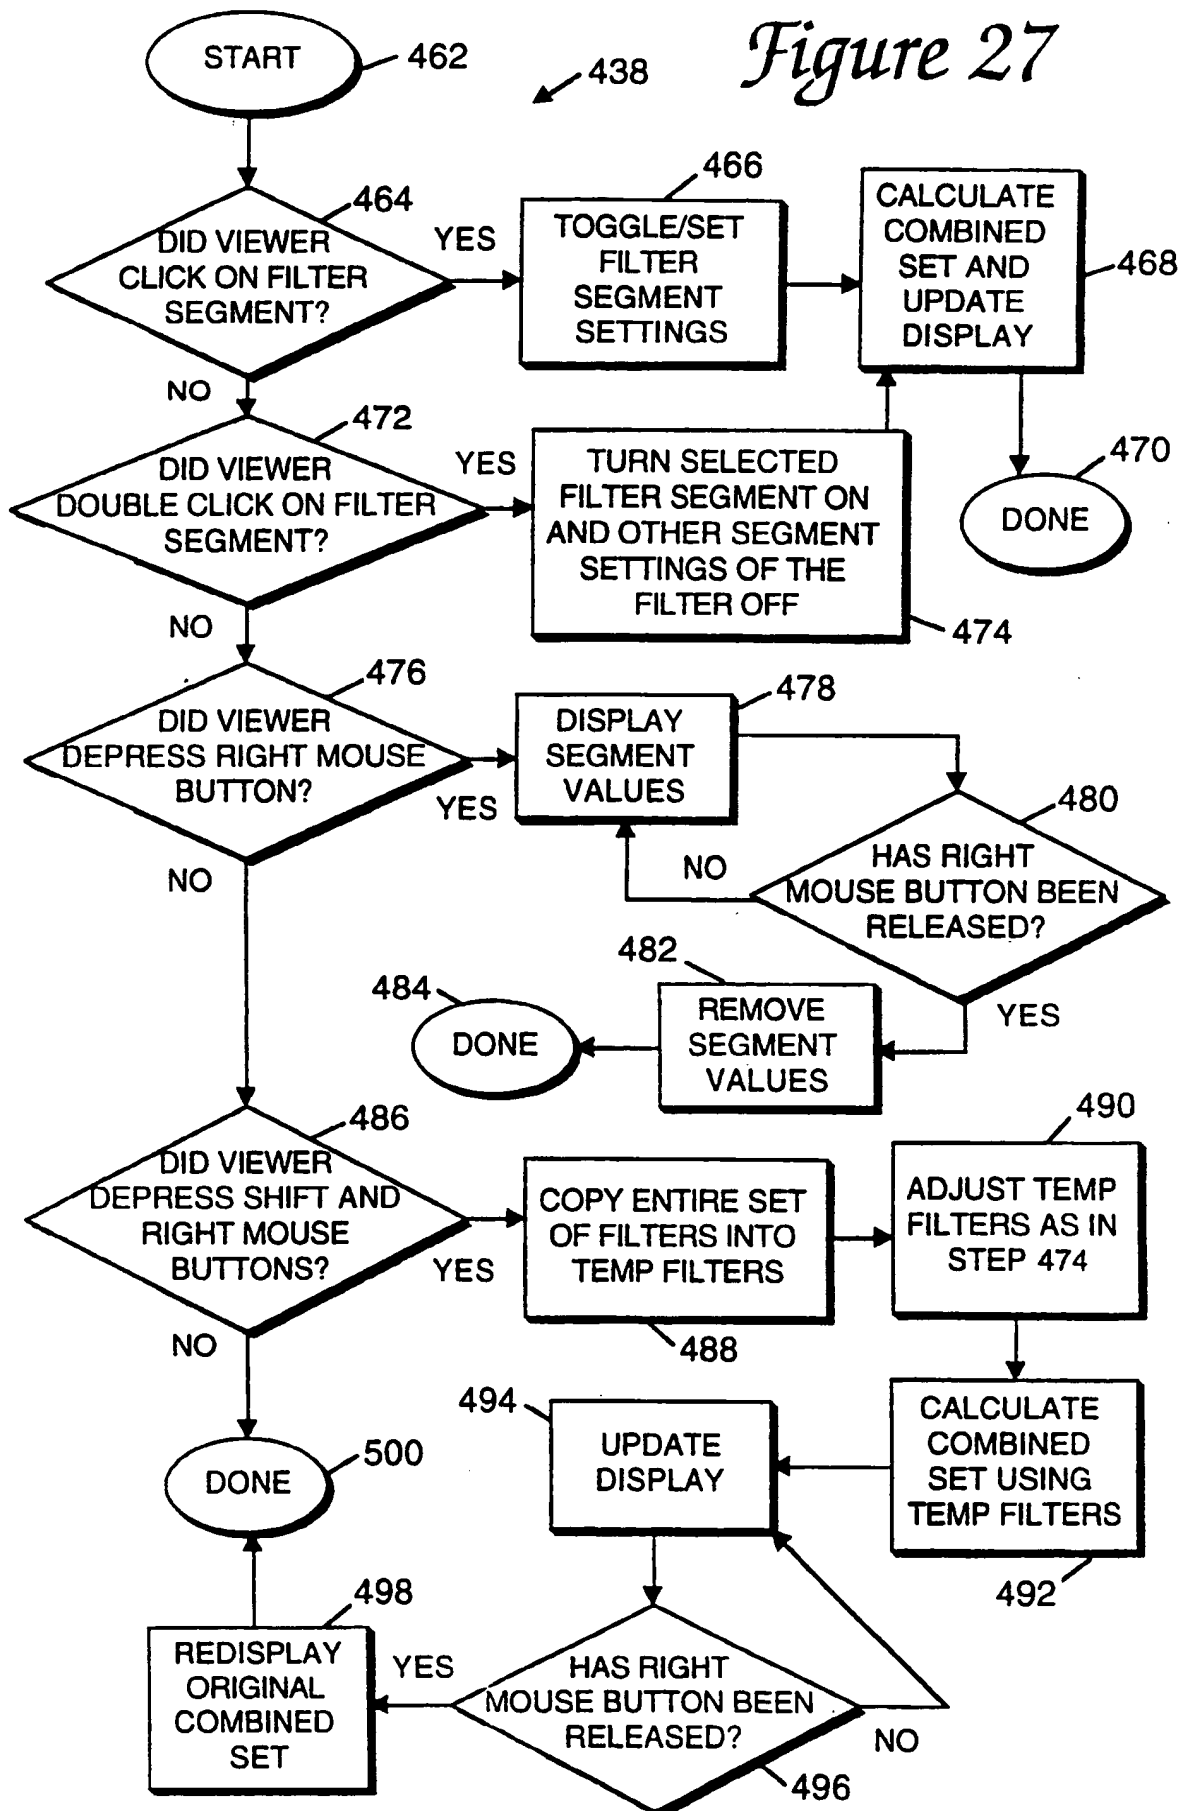 START
462
438
Figure 27
464
DID VIEWER
CLICK ON FILTER
SEGMENT?
YES
466
TOGGLE/SET
FILTER
SEGMENT
SETTINGS
CALCULATE
COMBINED
SET AND
UPDATE
DISPLAY
468
NO
472
DID VIEWER
DOUBLE CLICK ON FILTER
SEGMENT?
YES
TURN SELECTED
FILTER SEGMENT ON
AND OTHER SEGMENT
SETTINGS OF THE
FILTER OFF
474
470
DONE
NO
476
DID VIEWER
DEPRESS RIGHT MOUSE
BUTTON?
YES
478
DISPLAY
SEGMENT
VALUES
480
HAS RIGHT
MOUSE BUTTON BEEN
RELEASED?
NO
YES
482
REMOVE
SEGMENT
VALUES
484
DONE
NO
486
DID VIEWER
DEPRESS SHIFT AND
RIGHT MOUSE
BUTTONS?
YES
COPY ENTIRE SET
OF FILTERS INTO
TEMP FILTERS
488
490
ADJUST TEMP
FILTERS AS IN
STEP 474
NO
CALCULATE
COMBINED
SET USING
TEMP FILTERS
492
494
UPDATE
DISPLAY
500
DONE
498
REDISPLAY
ORIGINAL
COMBINED
SET
YES
HAS RIGHT
MOUSE BUTTON BEEN
RELEASED?
NO
496